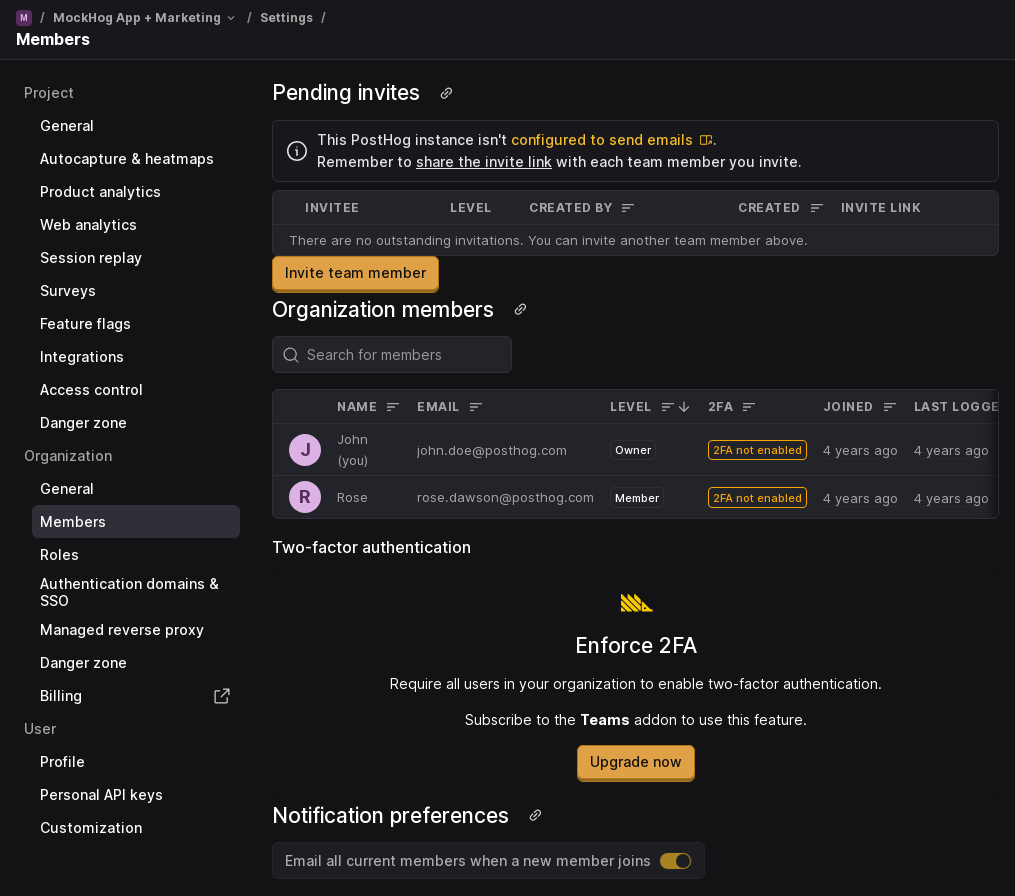 M / MockHog App + Marketing / Settings /
Members
Project
General
Autocapture & heatmaps
Product analytics
Web analytics
Session replay
Surveys
Feature flags
Integrations
Access control
Danger zone
Organization
General
Members
Roles
Authentication domains &
SSO
Managed reverse proxy
Danger zone
Billing
User
Profile
Personal API keys
Customization
Pending invites
This PostHog instance isn't configured to send emails.
Remember to share the invite link with each team member you invite.
INVITEE LEVEL CREATED BY CREATED INVITE LINK
There are no outstanding invitations. You can invite another team member above.
Invite team member
Organization members
Search for members
NAME EMAIL LEVEL 2FA JOINED LAST LOGGE
J John (you) john.doe@posthog.com Owner 2FA not enabled 4 years ago 4 years ago
R Rose rose.dawson@posthog.com Member 2FA not enabled 4 years ago 4 years ago
Two-factor authentication
Enforce 2FA
Require all users in your organization to enable two-factor authentication.
Subscribe to the Teams addon to use this feature.
Upgrade now
Notification preferences
Email all current members when a new member joins